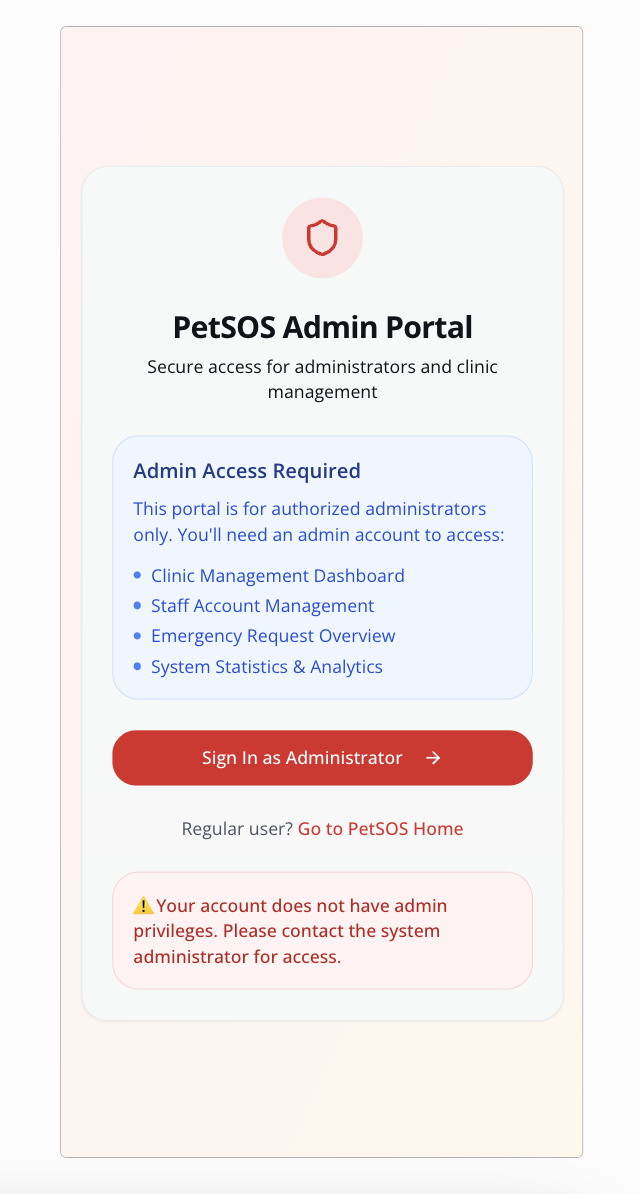 PetSOS Admin Portal
Secure access for administrators and clinic
management
Admin Access Required
This portal is for authorized administrators
only. You'll need an admin account to access:
• Clinic Management Dashboard
• Staff Account Management
• Emergency Request Overview
• System Statistics & Analytics
Sign In as Administrator →
Regular user? Go to PetSOS Home
⚠️ Your account does not have admin
privileges. Please contact the system
administrator for access.